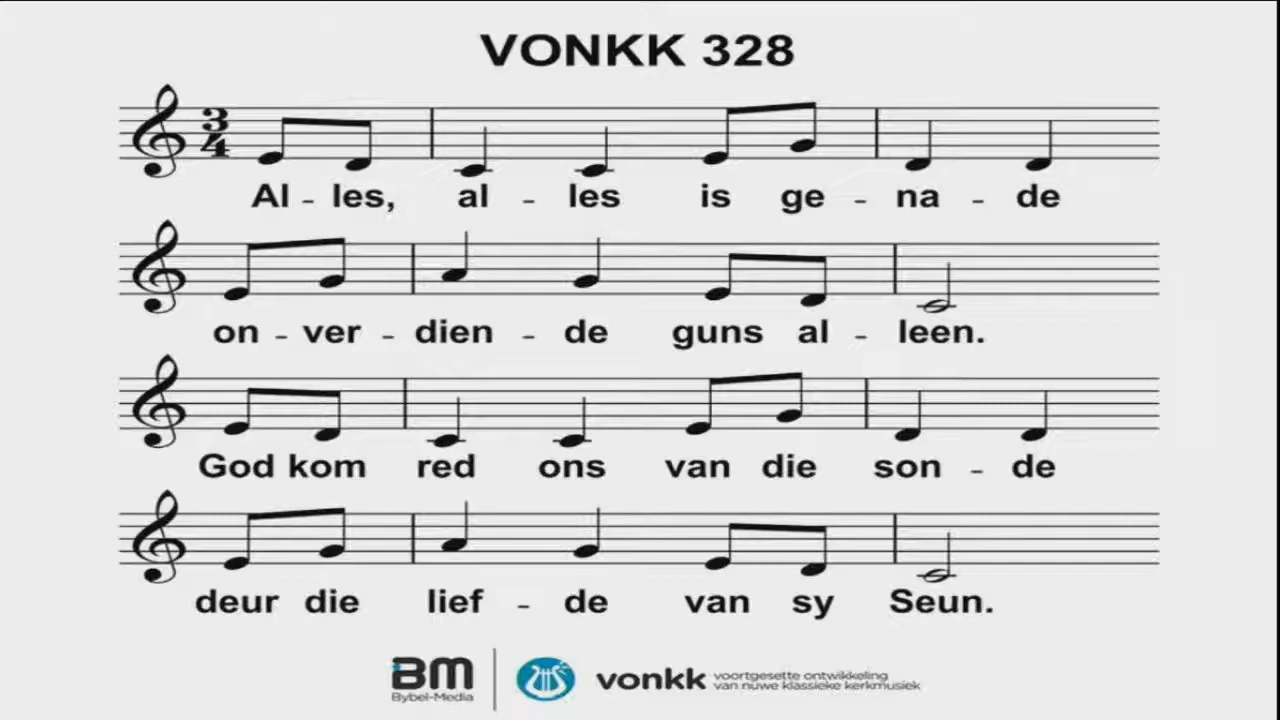 VONKK 328
3
4
Al - les, al - les is ge - na - de
on - ver - dien - de guns al - leen.
God kom red ons van die son - de
deur die lief - de van sy Seun.
BM
Bybel-Media
vonkk
voortgesette ontwikkeling
van nuwe klassieke kerkmusiek